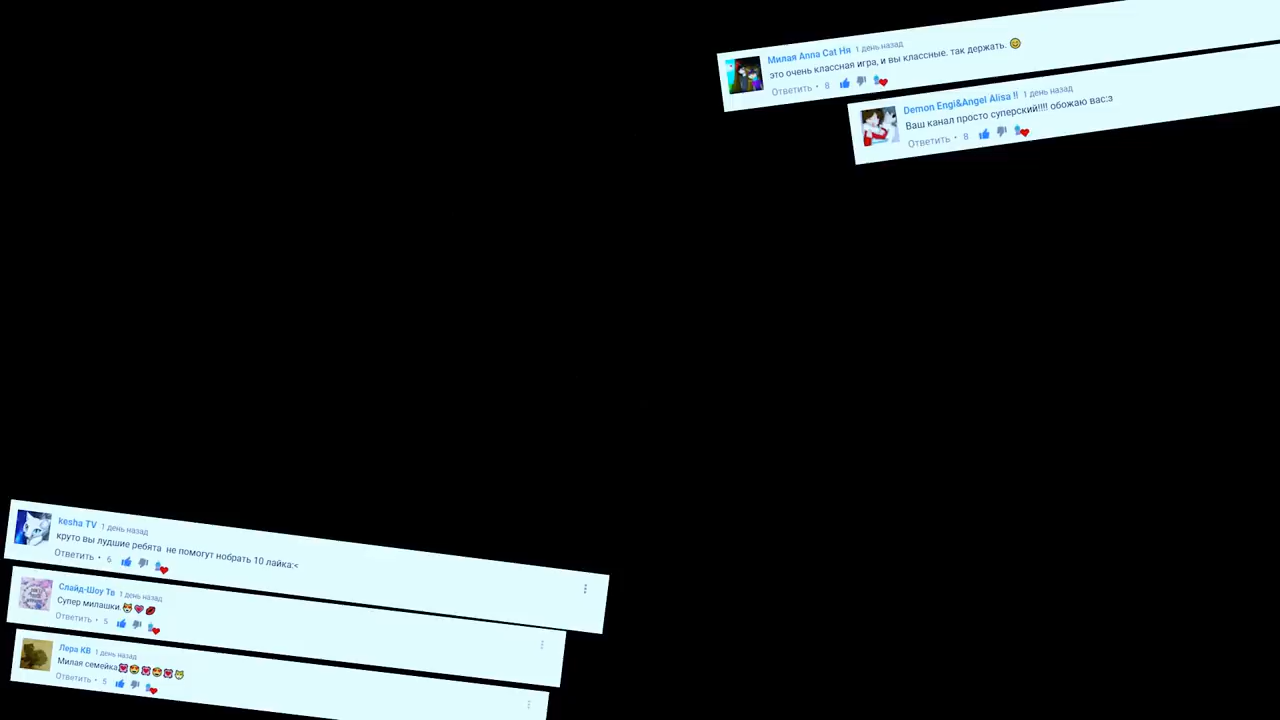 Милая Anna Cat Ня 1 день назад
это очень классная игра, и вы классные. так держать. 😊
Ответить • 8
Demon Engi&Angel Alisa !! 1 день назад
Ваш канал просто суперский!!!! обожаю вас:з
Ответить • 8
kesha TV 1 день назад
круто вы лудшие ребята не помогут нобрать 10 лайка:<
Ответить • 6
Слайд-Шоу Тв 1 день назад
Супер милашки.🐯💗💋
Ответить • 5
Лера КВ 1 день назад
Милая семейка💟😍💟😍💟🐱
Ответить • 5